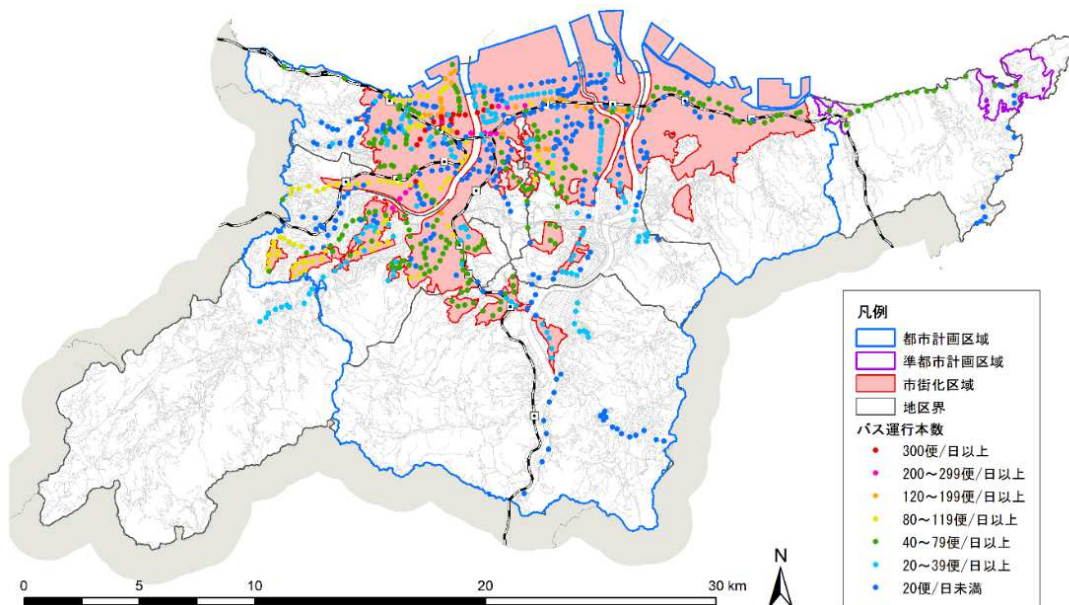 凡例
都市計画区域
準都市計画区域
市街化区域
地区界
バス運行本数
300便/日以上
200～299便/日以上
120～199便/日以上
80～119便/日以上
40～79便/日以上
20～39便/日以上
20便/日未満
N
0 5 10 20 30 km